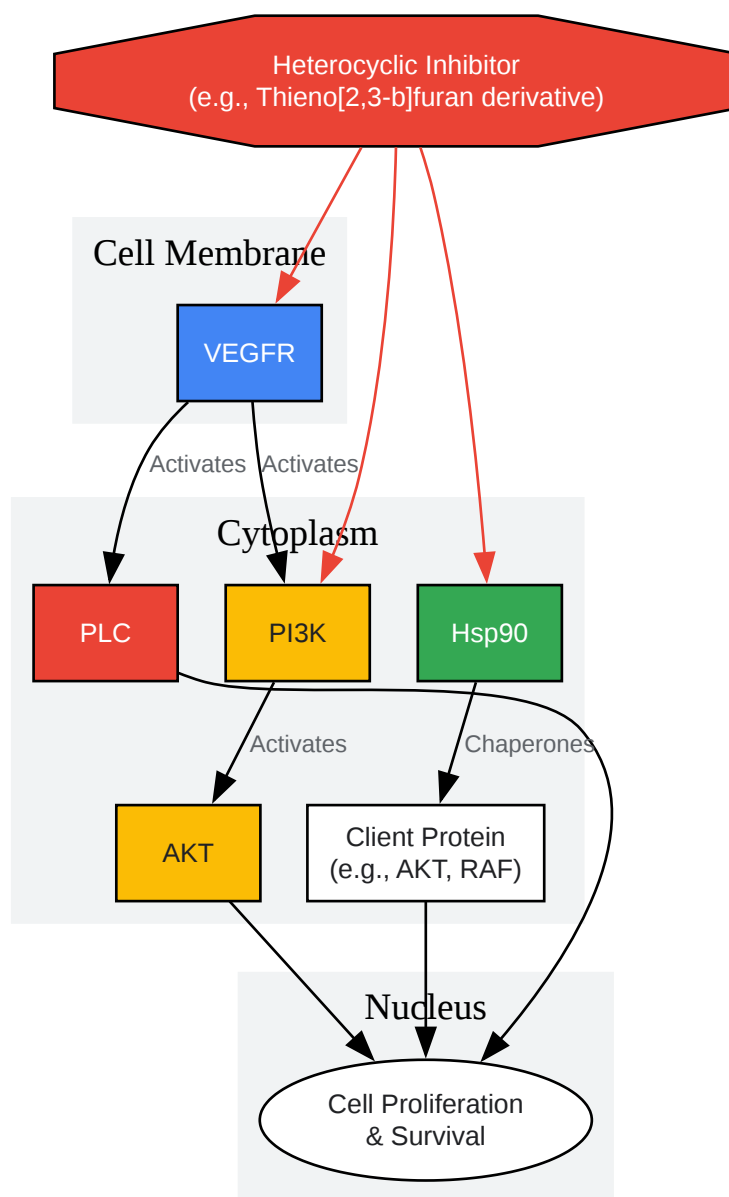 Heterocyclic Inhibitor
(e.g., Thieno[2,3-b]furan derivative)
Cell Membrane
VEGFR
Activates
Activates
Cytoplasm
PLC
PI3K
Hsp90
Activates
Chaperones
AKT
Client Protein
(e.g., AKT, RAF)
Nucleus
Cell Proliferation
& Survival